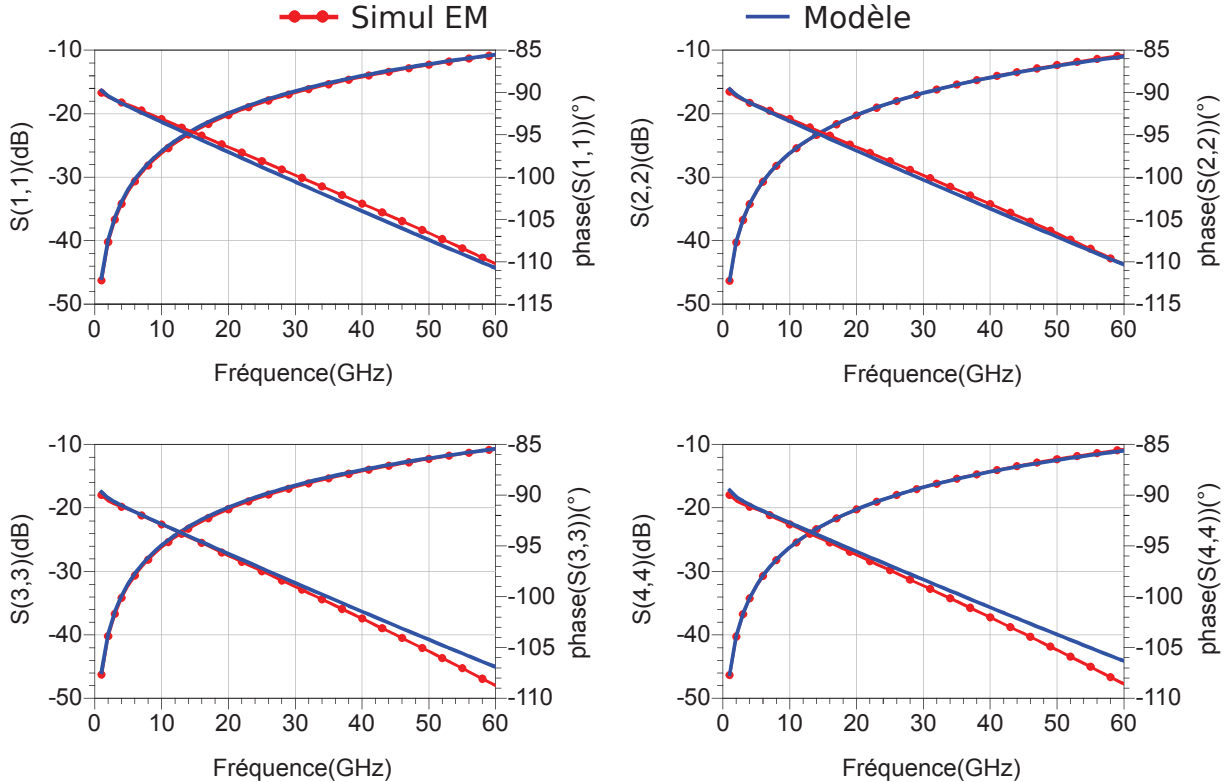 Simul EM
Modèle
-10
-20
-30
-40
-50
S(1,1)(dB)
-85
-90
-95
-100
-105
-110
-115
phase(S(1,1))(°)
0 10 20 30 40 50 60
Fréquence(GHz)
-10
-20
-30
-40
-50
S(2,2)(dB)
-85
-90
-95
-100
-105
-110
-115
phase(S(2,2))(°)
0 10 20 30 40 50 60
Fréquence(GHz)
-10
-20
-30
-40
-50
S(3,3)(dB)
-85
-90
-95
-100
-105
-110
phase(S(3,3))(°)
0 10 20 30 40 50 60
Fréquence(GHz)
-10
-20
-30
-40
-50
S(4,4)(dB)
-85
-90
-95
-100
-105
-110
phase(S(4,4))(°)
0 10 20 30 40 50 60
Fréquence(GHz)